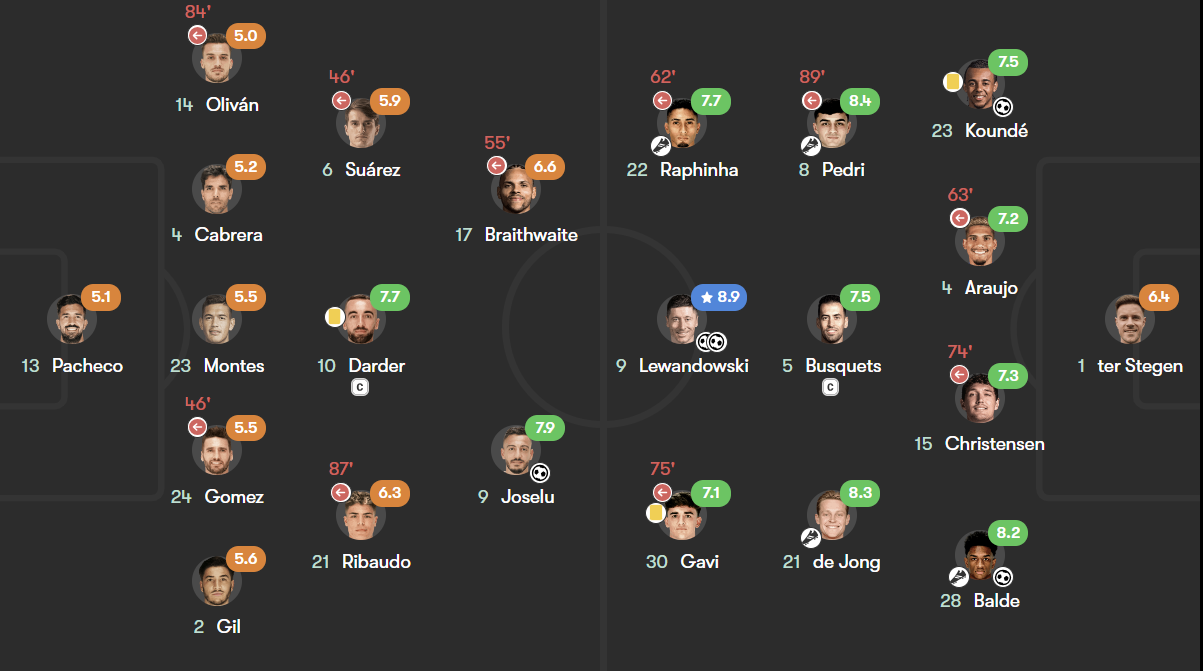 84'
5.0
14 Oliván
46'
5.9
6 Suárez
5.2
4 Cabrera
55'
6.6
17 Braithwaite
5.1
13 Pacheco
5.5
23 Montes
7.7
10 Darder
C
46'
5.5
24 Gomez
87'
6.3
21 Ribaudo
7.9
9 Joselu
5.6
2 Gil
62'
7.7
22 Raphinha
89'
8.4
8 Pedri
7.5
23 Koundé
63'
7.2
4 Araujo
8.9
9 Lewandowski
7.5
5 Busquets
C
6.4
1 ter Stegen
74'
7.3
15 Christensen
75'
7.1
30 Gavi
8.3
21 de Jong
8.2
28 Balde